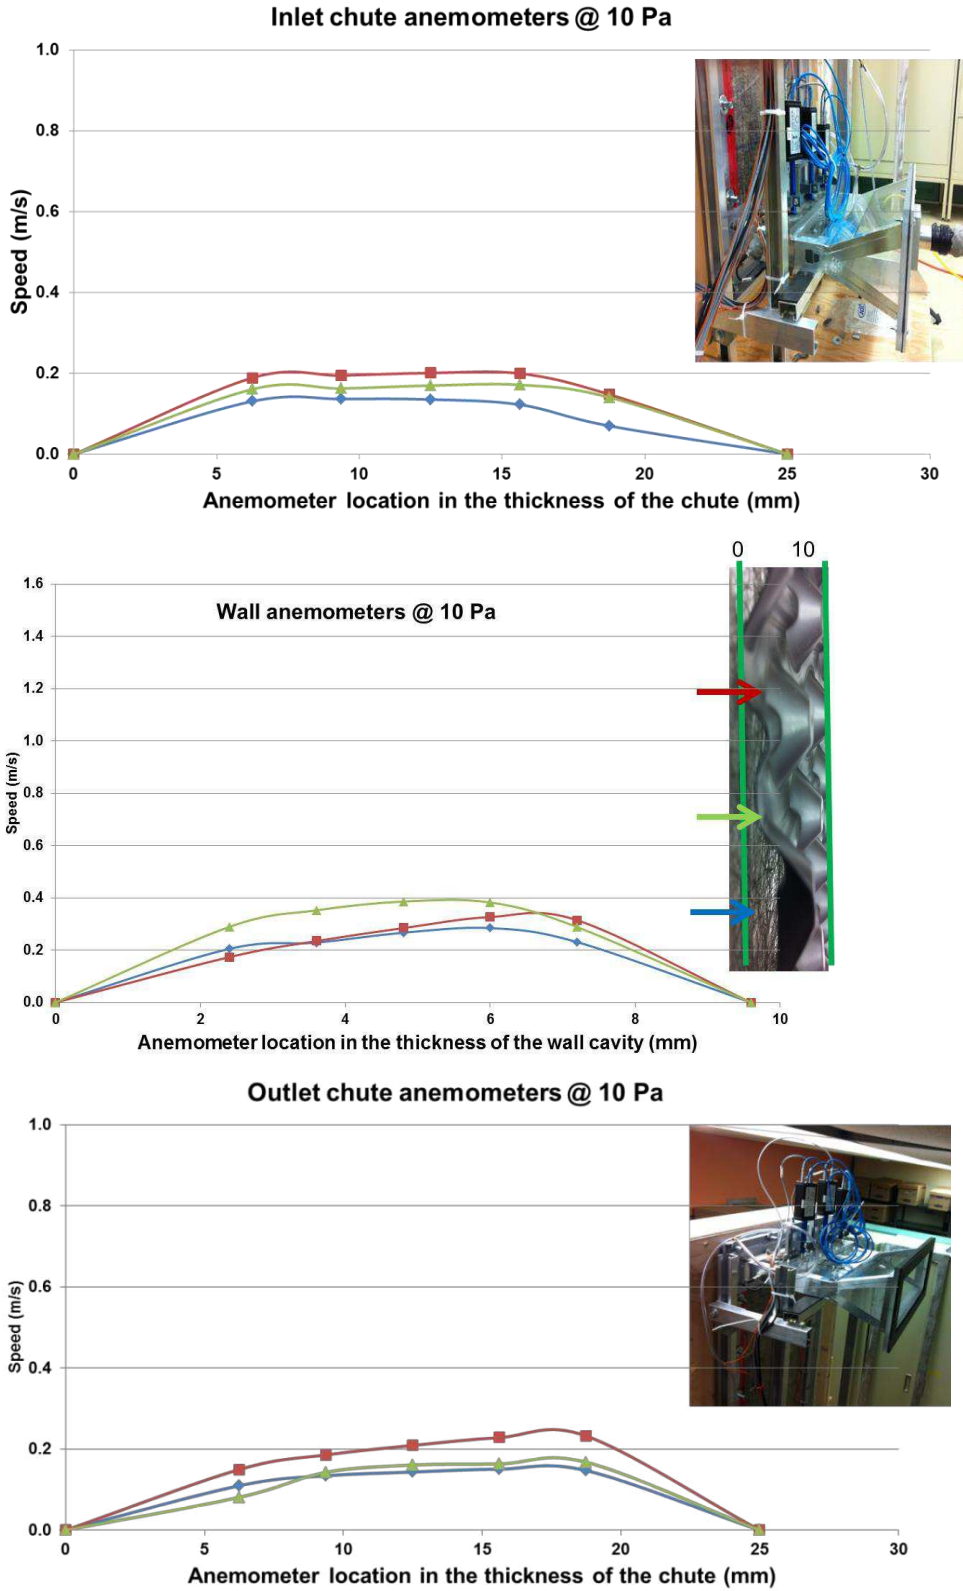 Inlet chute anemometers @ 10 Pa
1.0
0.8
0.6
0.4
0.2
0.0
Speed (m/s)
0 5 10 15 20 25 30
Anemometer location in the thickness of the chute (mm)
0 10
Wall anemometers @ 10 Pa
1.6
1.4
1.2
1.0
0.8
0.6
0.4
0.2
0.0
Speed (m/s)
0 2 4 6 8 10
Anemometer location in the thickness of the wall cavity (mm)
Outlet chute anemometers @ 10 Pa
1.0
0.8
0.6
0.4
0.2
0.0
Speed (m/s)
0 5 10 15 20 25 30
Anemometer location in the thickness of the chute (mm)